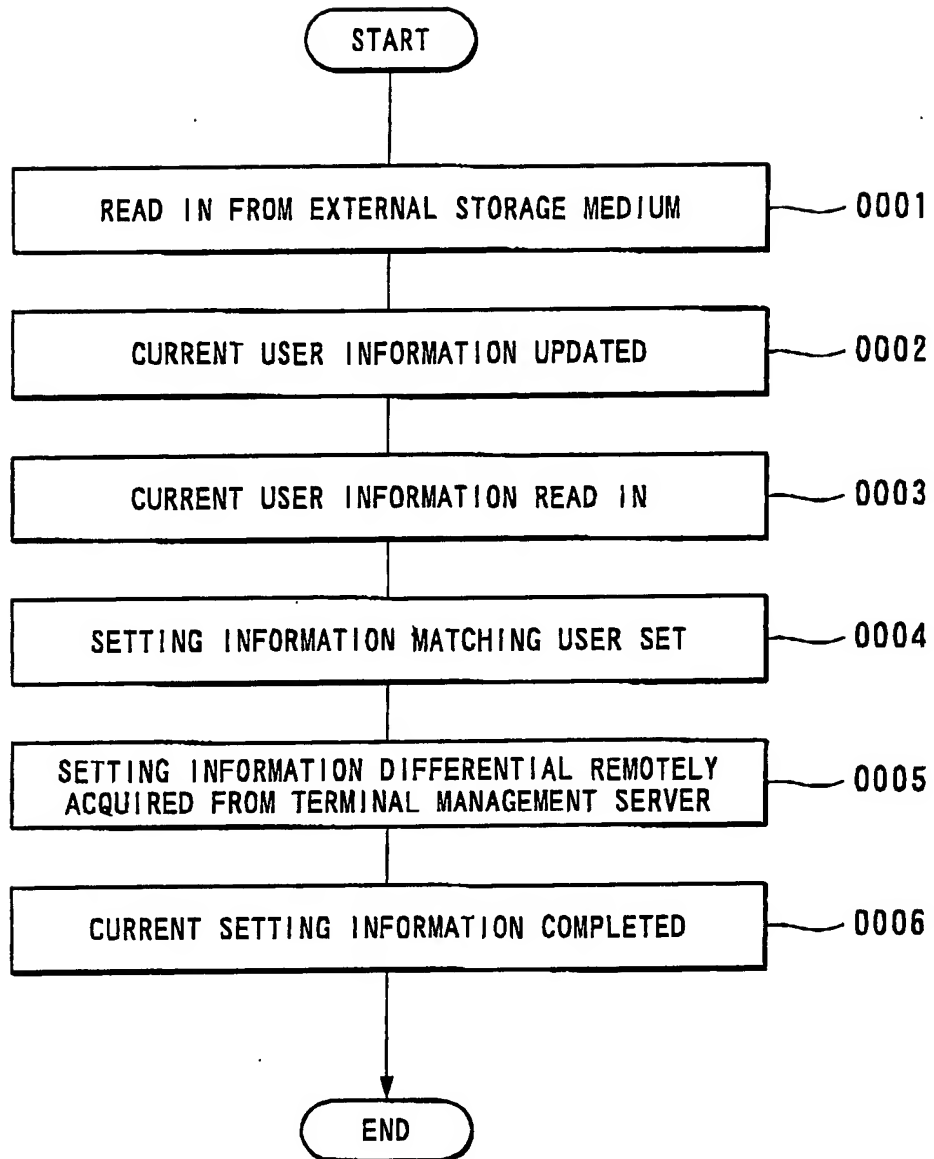 START
READ IN FROM EXTERNAL STORAGE MEDIUM
0001
CURRENT USER INFORMATION UPDATED
0002
CURRENT USER INFORMATION READ IN
0003
SETTING INFORMATION MATCHING USER SET
0004
SETTING INFORMATION DIFFERENTIAL REMOTELY
ACQUIRED FROM TERMINAL MANAGEMENT SERVER
0005
CURRENT SETTING INFORMATION COMPLETED
0006
END